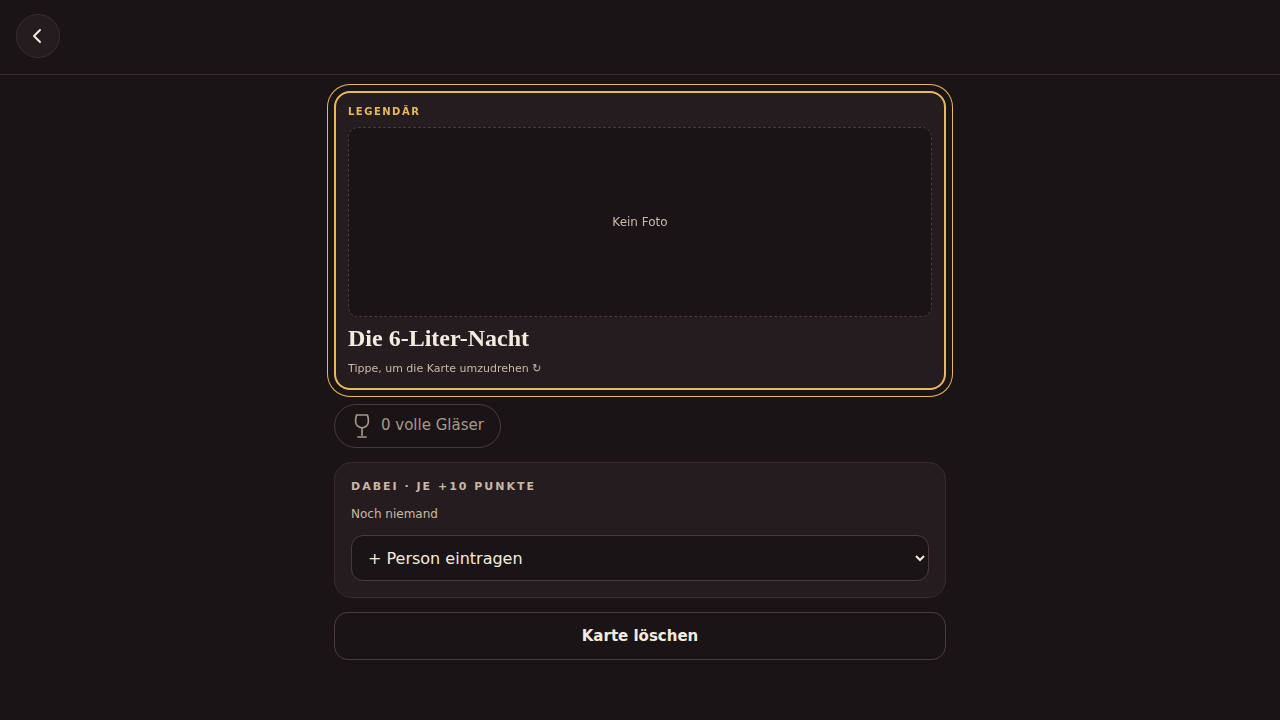 LEGENDÄR
Kein Foto
Die 6-Liter-Nacht
Tippe, um die Karte umzudrehen ↻
0 volle Gläser
DABEI · JE +10 PUNKTE
Noch niemand
+ Person eintragen
Karte löschen